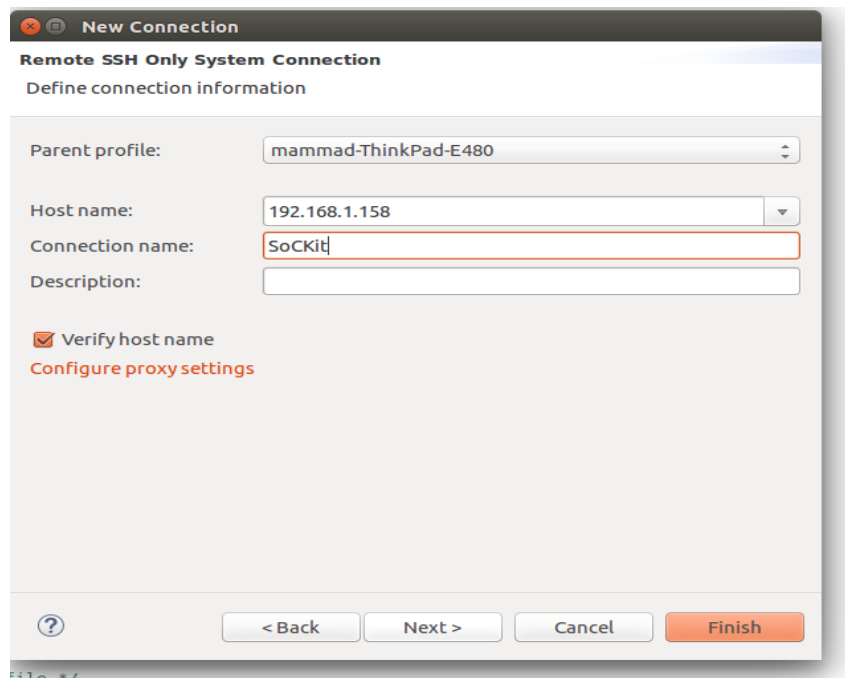 New Connection
Remote SSH Only System Connection
Define connection information
Parent profile: mammad-ThinkPad-E480
Host name: 192.168.1.158
Connection name: SoCKit
Description:
Verify host name
Configure proxy settings
? < Back Next > Cancel Finish
file */